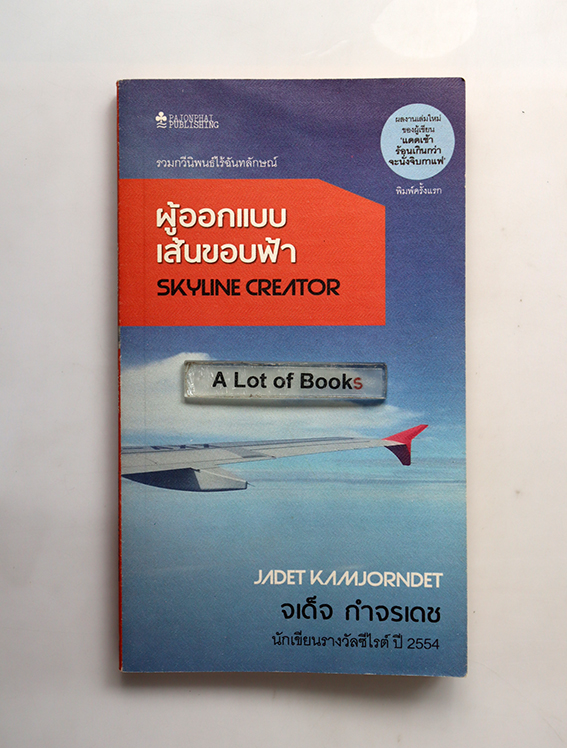 PAJONPHAI
PUBLISHING
รวมกวีนิพนธ์ไร้ฉันทลักษณ์
ผลงานเล่มใหม่
ของผู้เขียน
'แดดเช้า
ร้อนเกินกว่า
จะนั่งจิบกาแฟ'
พิมพ์ครั้งแรก
ผู้ออกแบบ
เส้นขอบฟ้า
SKYLINE CREATOR
A Lot of Books
JADET KAMJORNDET
จเด็จ กำจรเดช
นักเขียนรางวัลซีไรต์ ปี 2554